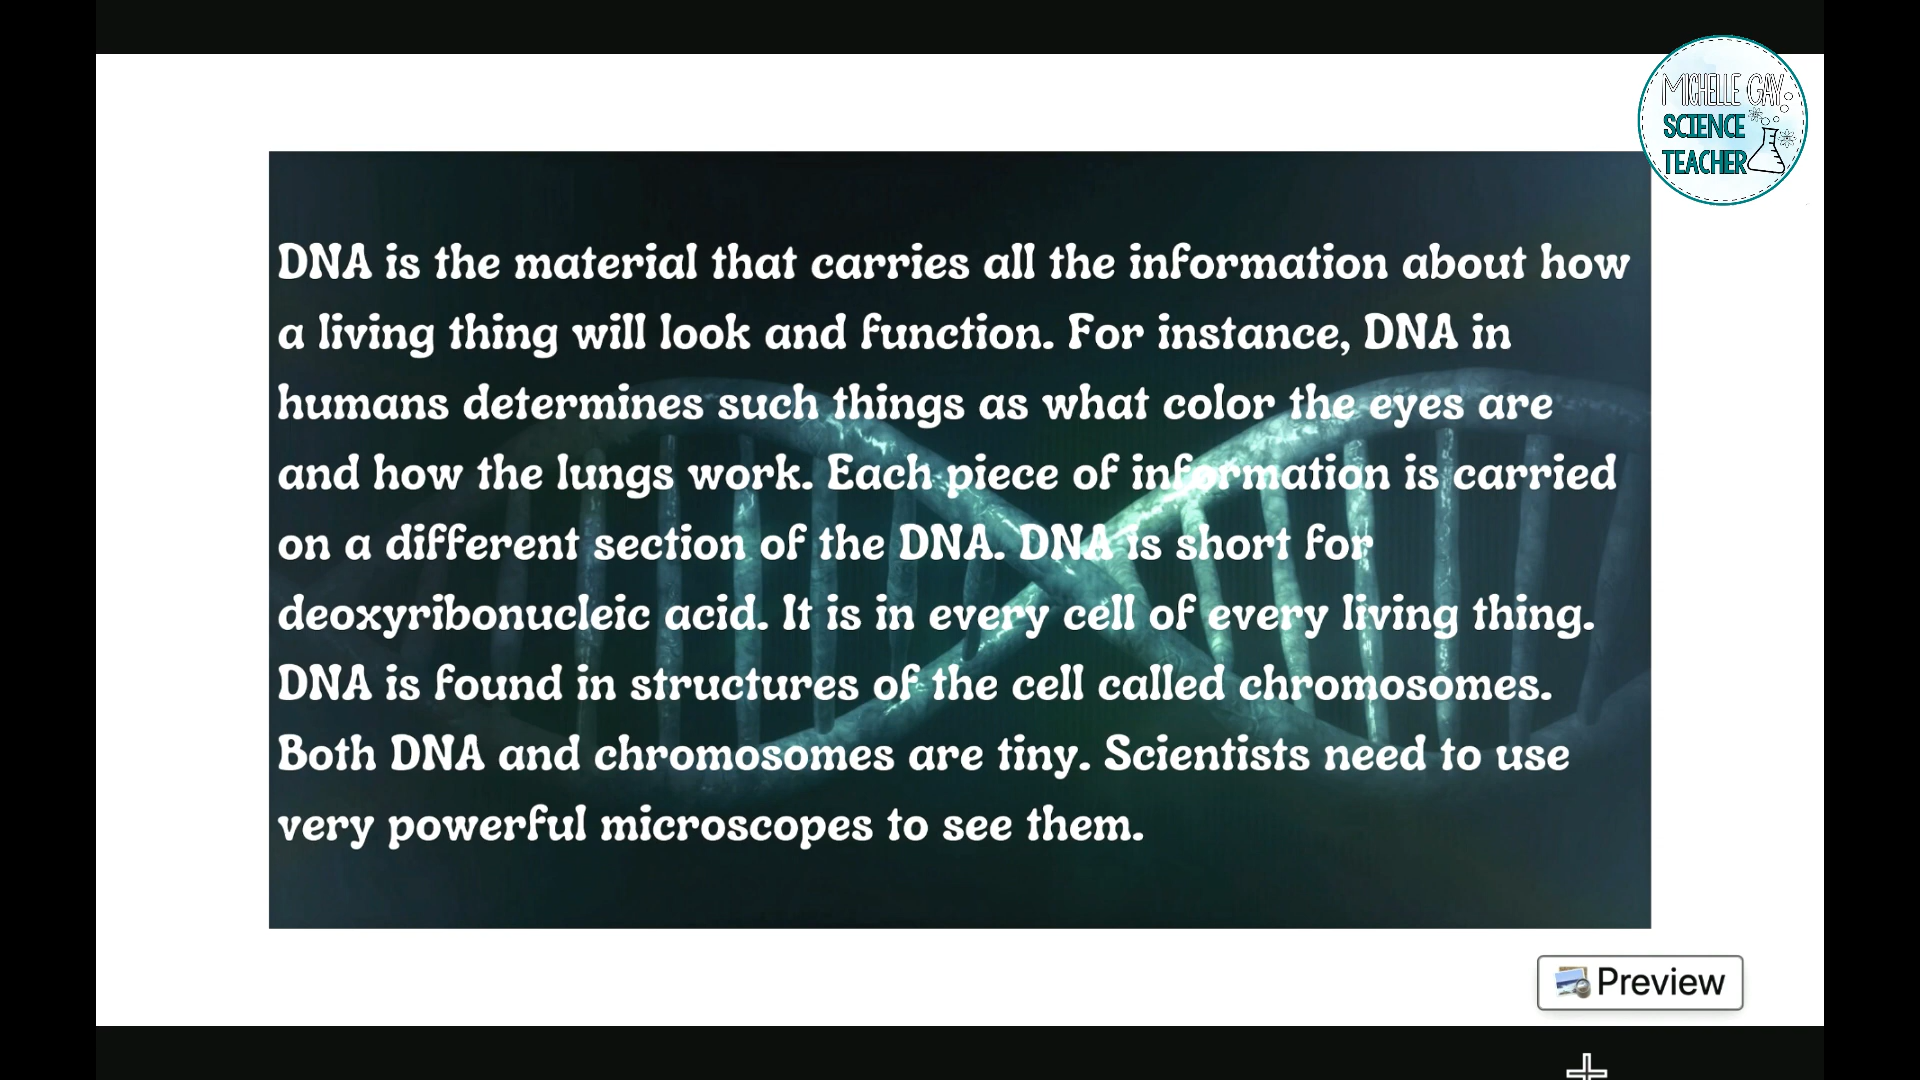 MICHELLE GAY
SCIENCE
TEACHER
DNA is the material that carries all the information about how
a living thing will look and function. For instance, DNA in
humans determines such things as what color the eyes are
and how the lungs work. Each piece of information is carried
on a different section of the DNA. DNA is short for
deoxyribonucleic acid. It is in every cell of every living thing.
DNA is found in structures of the cell called chromosomes.
Both DNA and chromosomes are tiny. Scientists need to use
very powerful microscopes to see them.
Preview